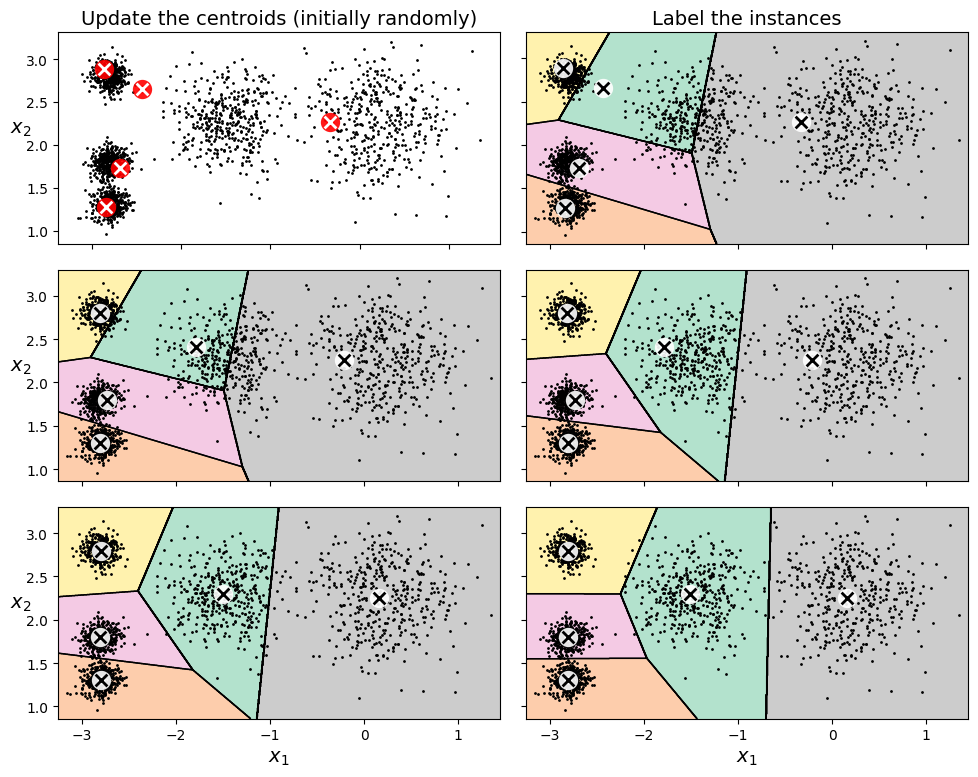 Update the centroids (initially randomly)
Label the instances
3.0
2.5
x₂
2.0
1.5
1.0
3.0
2.5
x₂
2.0
1.5
1.0
3.0
2.5
x₂
2.0
1.5
1.0
−3 −2 −1 0 1
−3 −2 −1 0 1
x₁
x₁